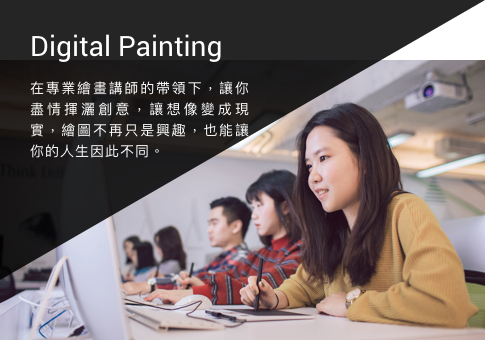 Digital Painting
在專業繪畫講師的帶領下，讓你
盡情揮灑創意，讓想像變成現
實，繪圖不再只是興趣，也能讓
你的人生因此不同。